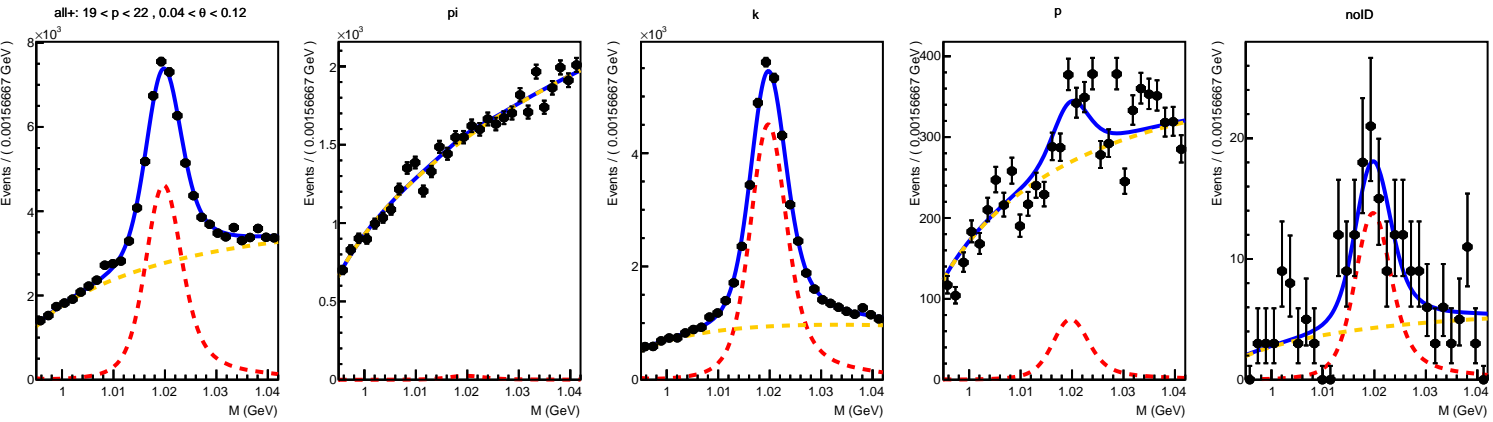 all+: 19 < p < 22 , 0.04 < θ < 0.12
×10³
Events / ( 0.00156667 GeV )
8
6
4
2
0
1 1.01 1.02 1.03 1.04
M (GeV)
pi
×10³
Events / ( 0.00156667 GeV )
2
1.5
1
0.5
0
1 1.01 1.02 1.03 1.04
M (GeV)
k
×10³
Events / ( 0.00156667 GeV )
4
2
0
1 1.01 1.02 1.03 1.04
M (GeV)
p
Events / ( 0.00156667 GeV )
400
300
200
100
0
1 1.01 1.02 1.03 1.04
M (GeV)
noID
Events / ( 0.00156667 GeV )
20
10
0
1 1.01 1.02 1.03 1.04
M (GeV)